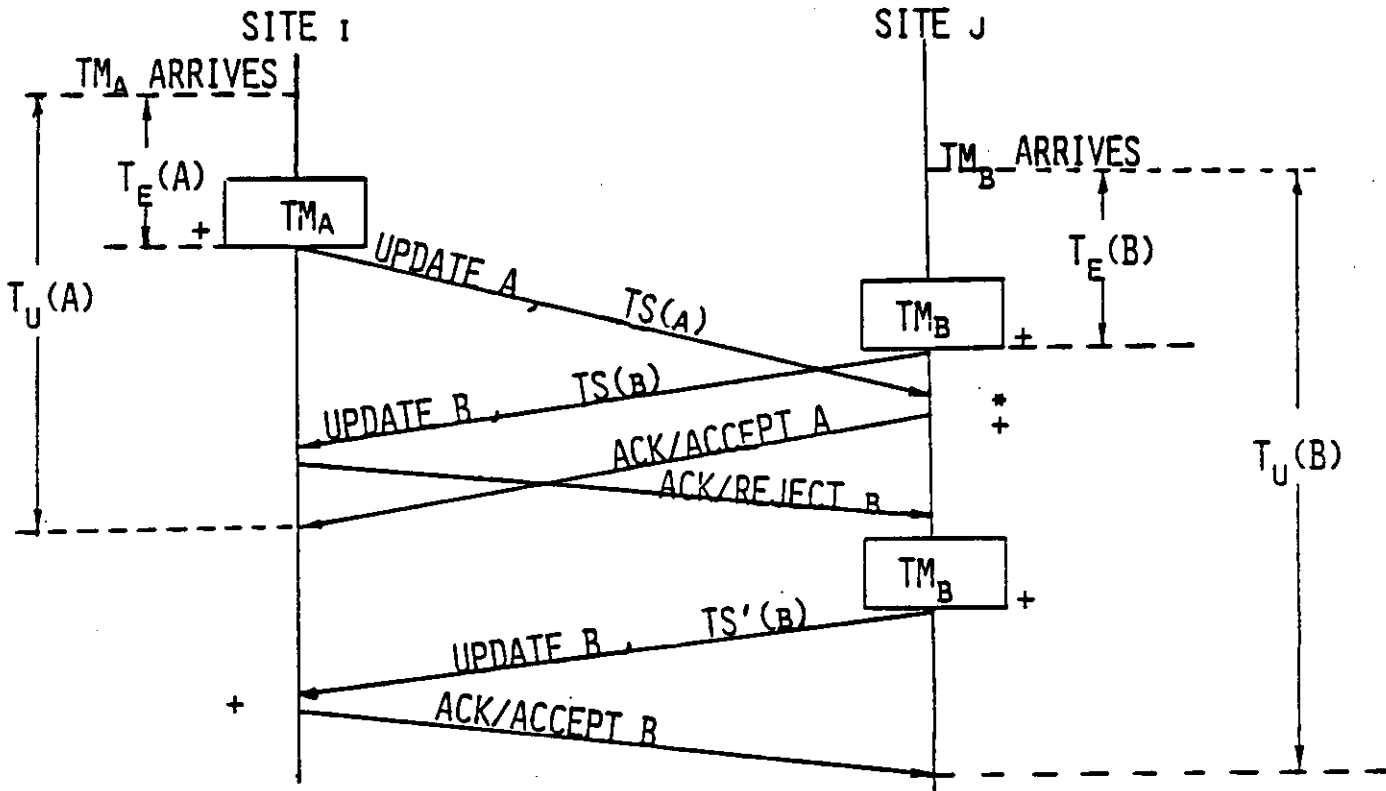 SITE I
SITE J
TMA ARRIVES
TMB ARRIVES
TE(A)
TMA
+
UPDATE A, TS(A)
TE(B)
TU(A)
TMB
±
UPDATE B, TS(B)
*
+
ACK/ACCEPT A
TU(B)
ACK/REJECT B
TMB
+
UPDATE B, TS'(B)
+
ACK/ACCEPT B